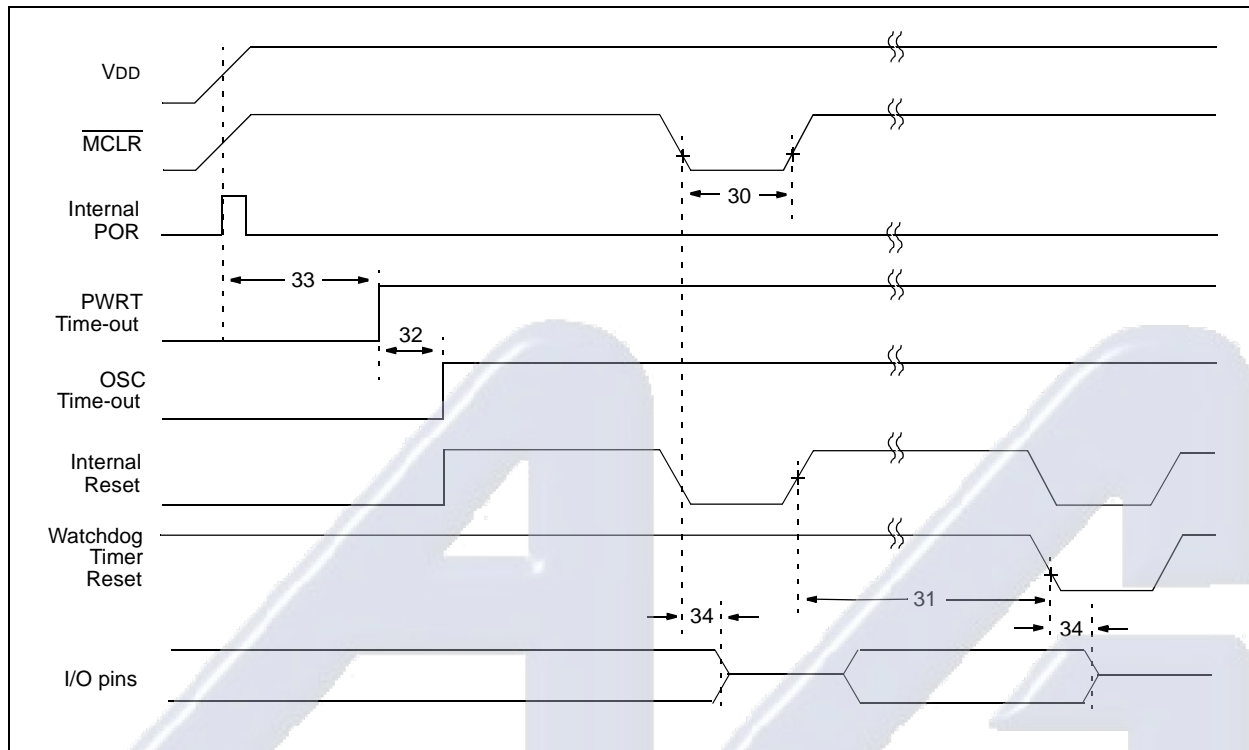 VDD
MCLR
30
Internal
POR
33
PWRT
Time-out
32
OSC
Time-out
Internal
Reset
Watchdog
Timer
Reset
31
34
34
I/O pins